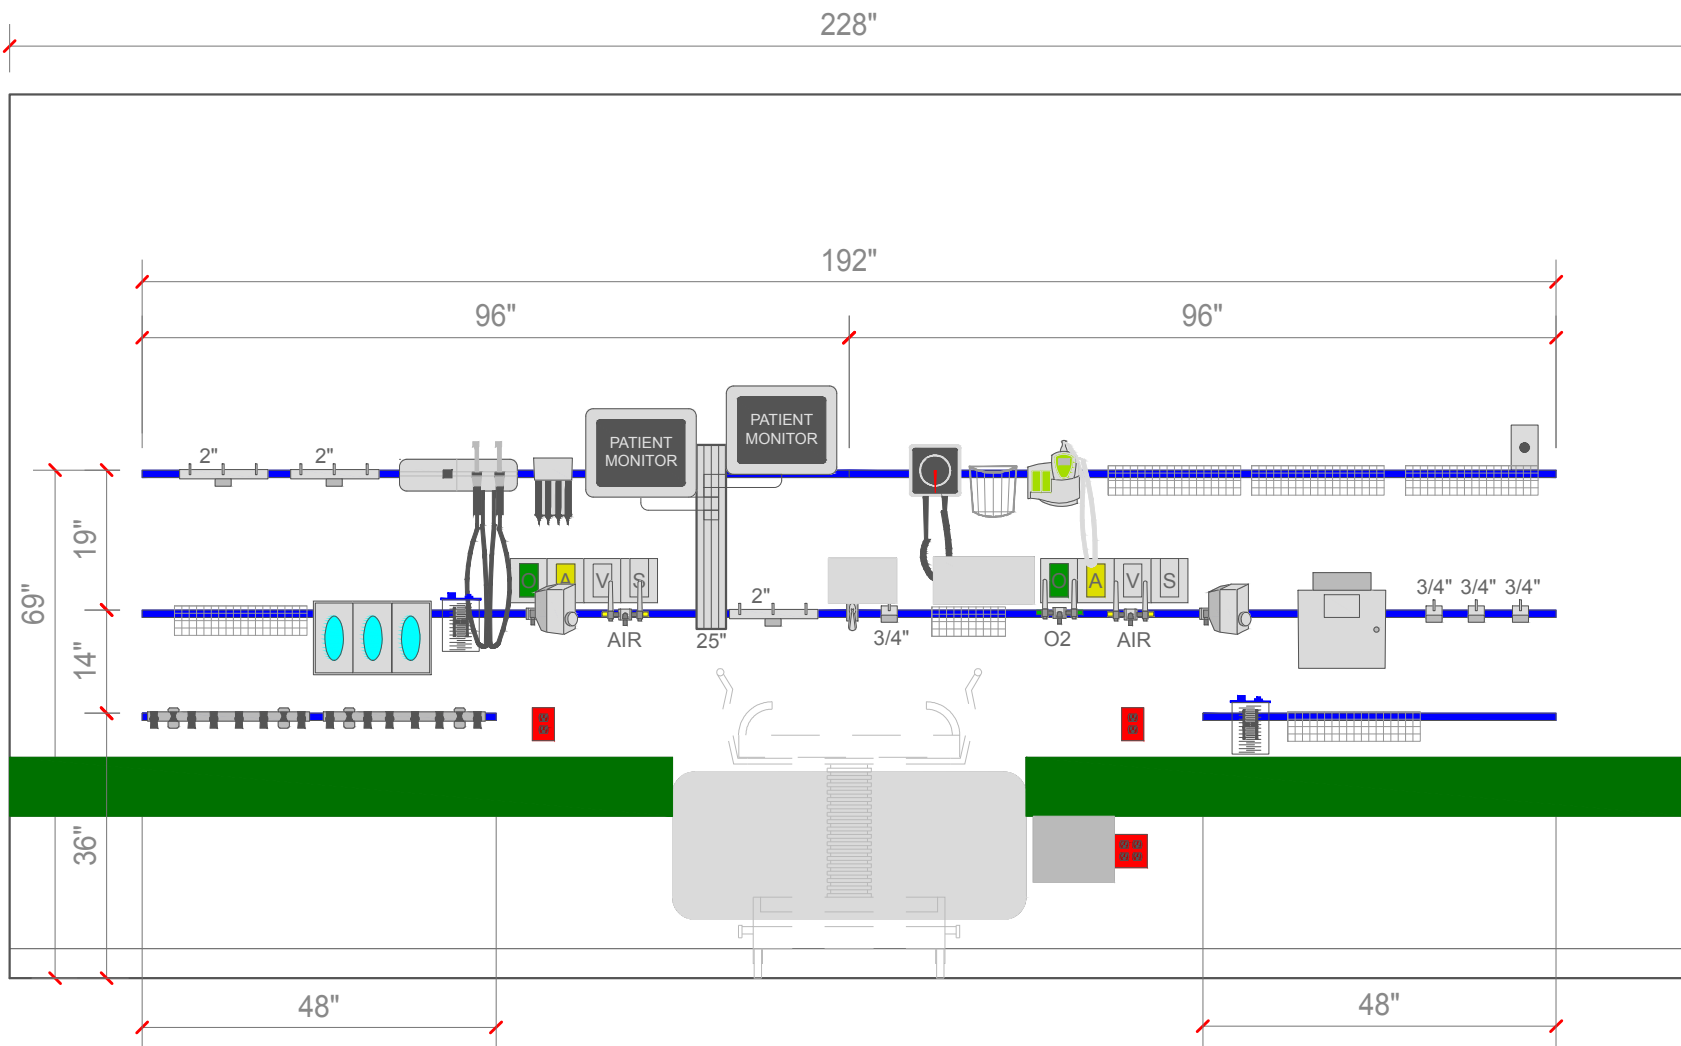 228"
192"
96"
96"
PATIENT
MONITOR
PATIENT
MONITOR
2"
2"
19"
69"
O
A
V
S
O
A
V
S
2"
3/4"
3/4"
3/4"
AIR
25"
3/4"
O2
AIR
14"
36"
48"
48"